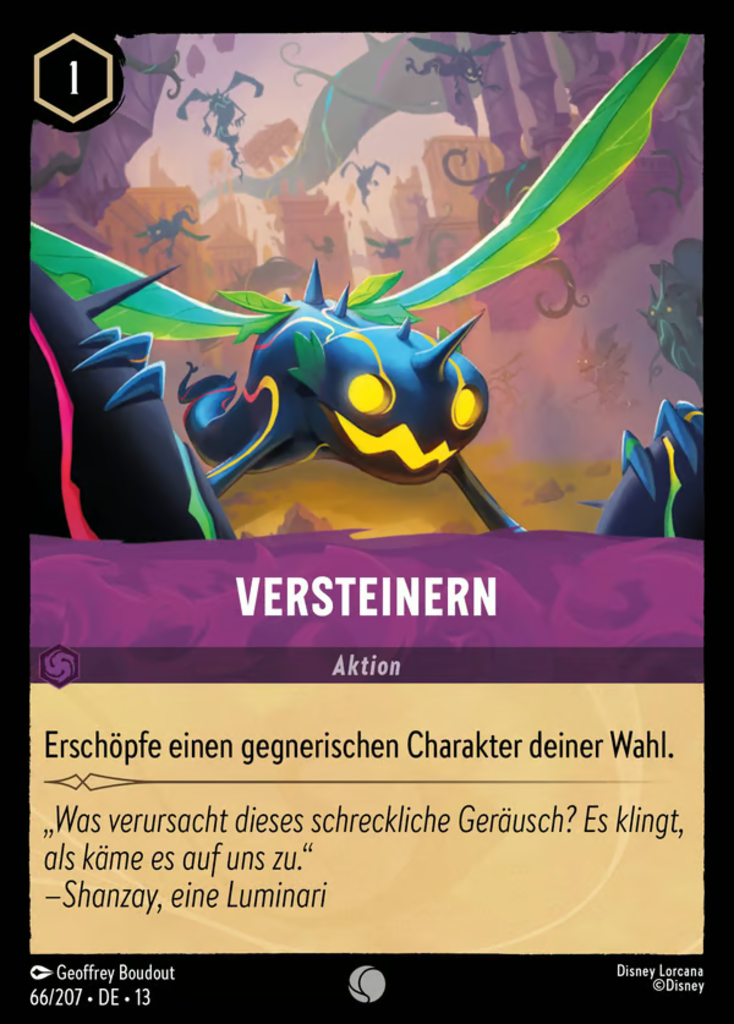 1
VERSTEINERN
Aktion
Erschöpfe einen gegnerischen Charakter deiner Wahl.
„Was verursacht dieses schreckliche Geräusch? Es klingt,
als käme es auf uns zu.“
–Shanzay, eine Luminari
Geoffrey Boudout
Disney Lorcana
66/207 • DE • 13
©Disney